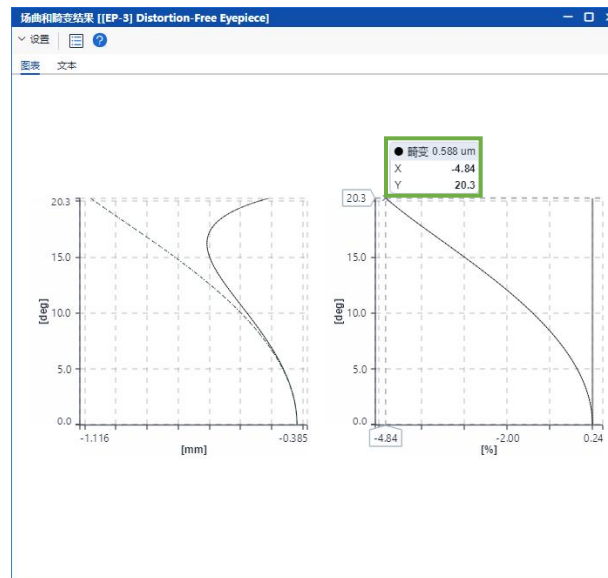 场曲和畸变结果 [[EP-3] Distortion-Free Eyepiece]
设置
图表 文本
畸变 0.588 um
X -4.84
Y 20.3
20.3
15.0
10.0
5.0
0.0
[deg]
-1.116 -0.385
[mm]
20.3
15.0
10.0
5.0
0.0
[deg]
-4.84 -2.00 0.24
[%]